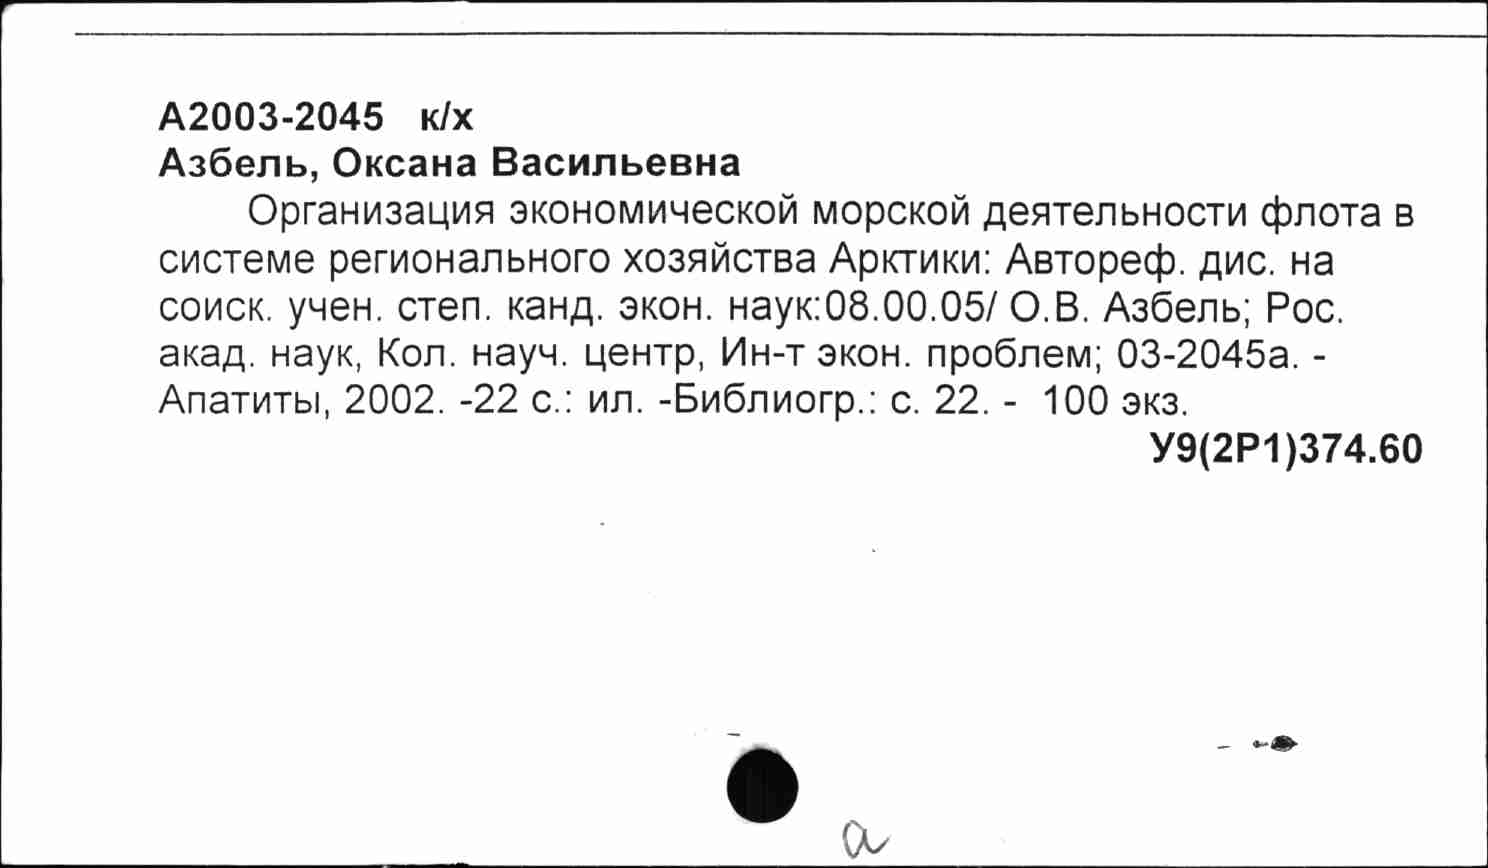 А2003-2045 к/х
Азбель, Оксана Васильевна
Организация экономической морской деятельности флота в
системе регионального хозяйства Арктики: Автореф. дис. на
соиск. учен. степ. канд. экон. наук:08.00.05/ О.В. Азбель; Рос.
акад. наук, Кол. науч. центр, Ин-т экон. проблем; 03-2045а. -
Апатиты, 2002. -22 с.: ил. -Библиогр.: с. 22. - 100 экз.
У9(2Р1)374.60
а